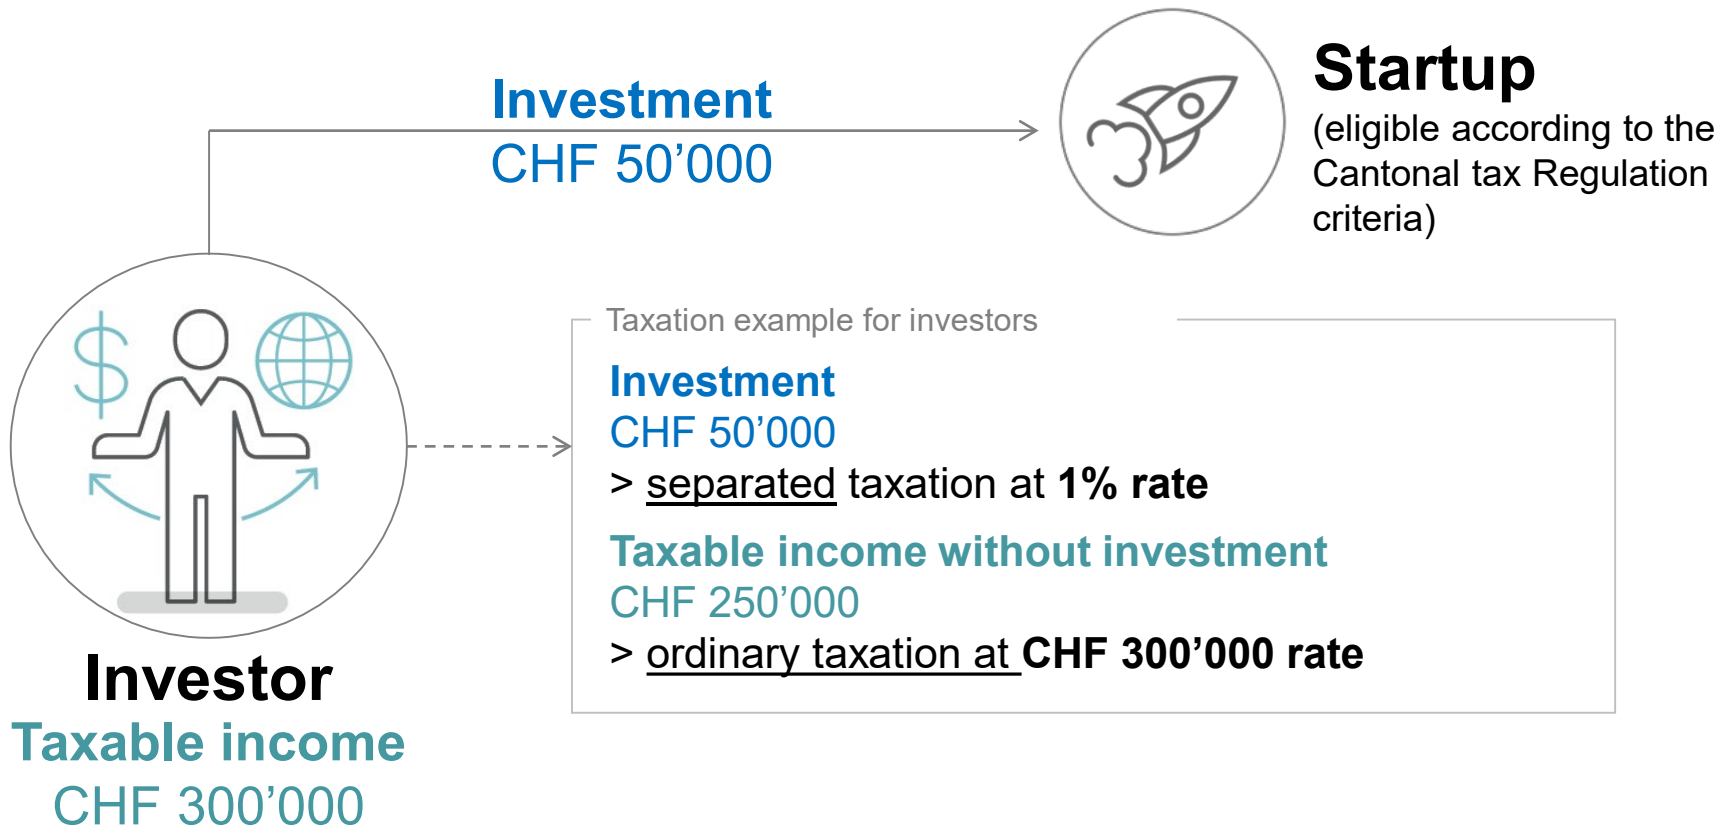 Investment
CHF 50’000
Startup
(eligible according to the
Cantonal tax Regulation
criteria)
Investor
Taxable income
CHF 300’000
Taxation example for investors
Investment
CHF 50’000
> separated taxation at 1% rate
Taxable income without investment
CHF 250’000
> ordinary taxation at CHF 300’000 rate